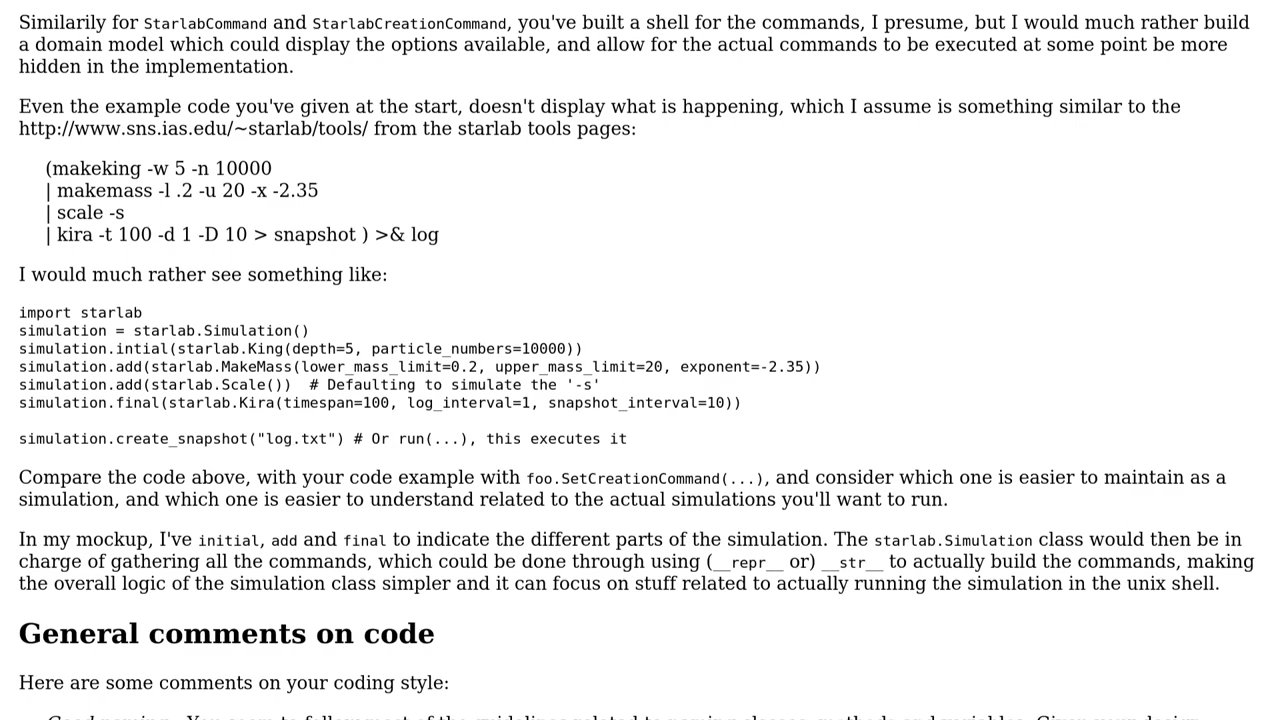 Similarily for StarlabCommand and StarlabCreationCommand, you've built a shell for the commands, I presume, but I would much rather build
a domain model which could display the options available, and allow for the actual commands to be executed at some point be more
hidden in the implementation.
Even the example code you've given at the start, doesn't display what is happening, which I assume is something similar to the
http://www.sns.ias.edu/~starlab/tools/ from the starlab tools pages:
(makeking -w 5 -n 10000
| makemass -l .2 -u 20 -x -2.35
| scale -s
| kira -t 100 -d 1 -D 10 > snapshot ) >& log
I would much rather see something like:
import starlab
simulation = starlab.Simulation()
simulation.intial(starlab.King(depth=5, particle_numbers=10000))
simulation.add(starlab.MakeMass(lower_mass_limit=0.2, upper_mass_limit=20, exponent=-2.35))
simulation.add(starlab.Scale())  # Defaulting to simulate the '-s'
simulation.final(starlab.Kira(timespan=100, log_interval=1, snapshot_interval=10))
simulation.create_snapshot("log.txt") # Or run(...), this executes it
Compare the code above, with your code example with foo.SetCreationCommand(...), and consider which one is easier to maintain as a
simulation, and which one is easier to understand related to the actual simulations you'll want to run.
In my mockup, I've initial, add and final to indicate the different parts of the simulation. The starlab.Simulation class would then be in
charge of gathering all the commands, which could be done through using (__repr__ or) __str__ to actually build the commands, making
the overall logic of the simulation class simpler and it can focus on stuff related to actually running the simulation in the unix shell.
General comments on code
Here are some comments on your coding style: